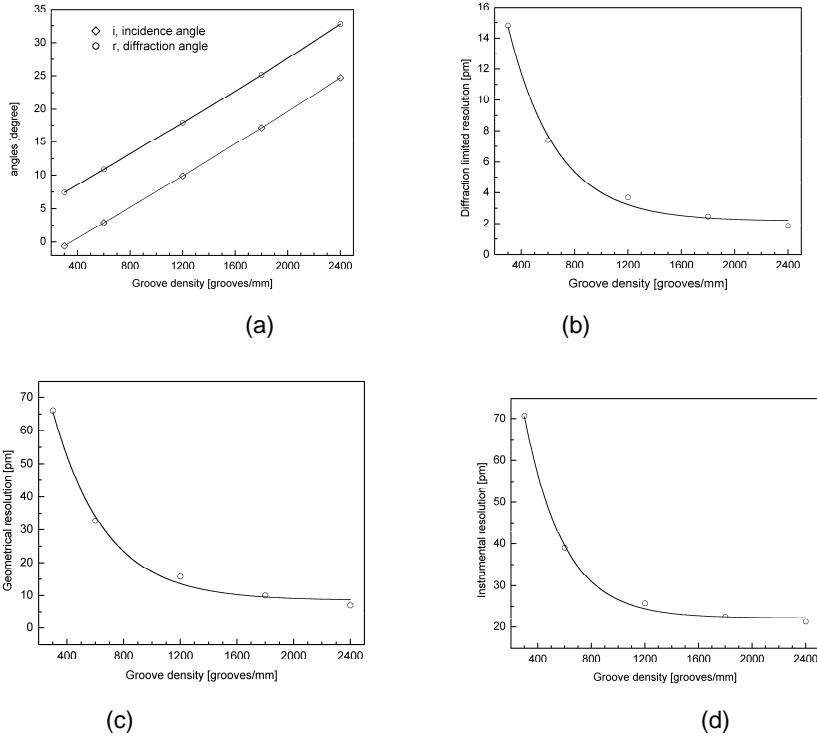 35
30
25
20
15
10
5
0
i, incidence angle
r, diffraction angle
angles [degree]
400 800 1200 1600 2000 2400
Groove density [grooves/mm]
(a)
16
14
12
10
8
6
4
2
0
Diffraction limited resolution [pm]
400 800 1200 1600 2000 2400
Groove density [grooves/mm]
(b)
70
60
50
40
30
20
10
0
Geometrical resolution [pm]
400 800 1200 1600 2000 2400
Groove density [grooves/mm]
(c)
70
60
50
40
30
20
Instrumental resolution [pm]
400 800 1200 1600 2000 2400
Groove density [grooves/mm]
(d)